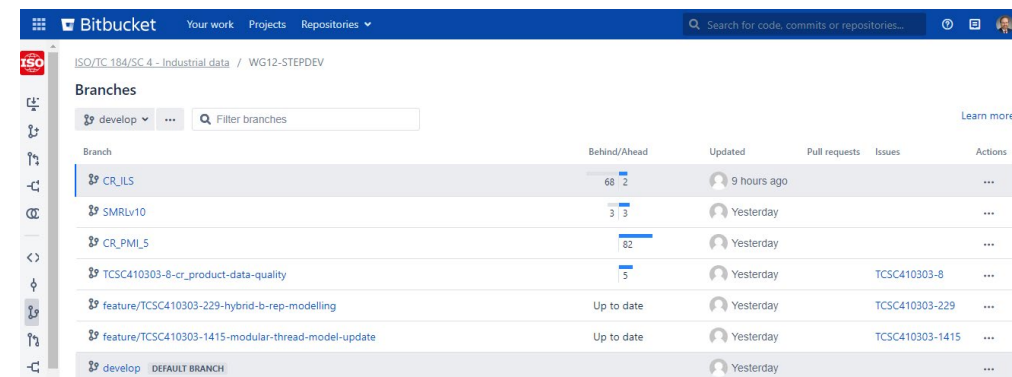 Bitbucket Your work Projects Repositories Search for code, commits or repositories...
ISO
ISO/TC 184/SC 4 - Industrial data / WG12-STEPDEV
Branches
develop ... Filter branches
Learn more
Branch Behind/Ahead Updated Pull requests Issues Actions
CR_ILS 68 2 9 hours ago ...
SMRLv10 3 3 Yesterday ...
CR_PMI_5 82 Yesterday ...
TCSC410303-8-cr_product-data-quality 5 Yesterday TCSC410303-8 ...
feature/TCSC410303-229-hybrid-b-rep-modelling Up to date Yesterday TCSC410303-229 ...
feature/TCSC410303-1415-modular-thread-model-update Up to date Yesterday TCSC410303-1415 ...
develop DEFAULT BRANCH Yesterday ...